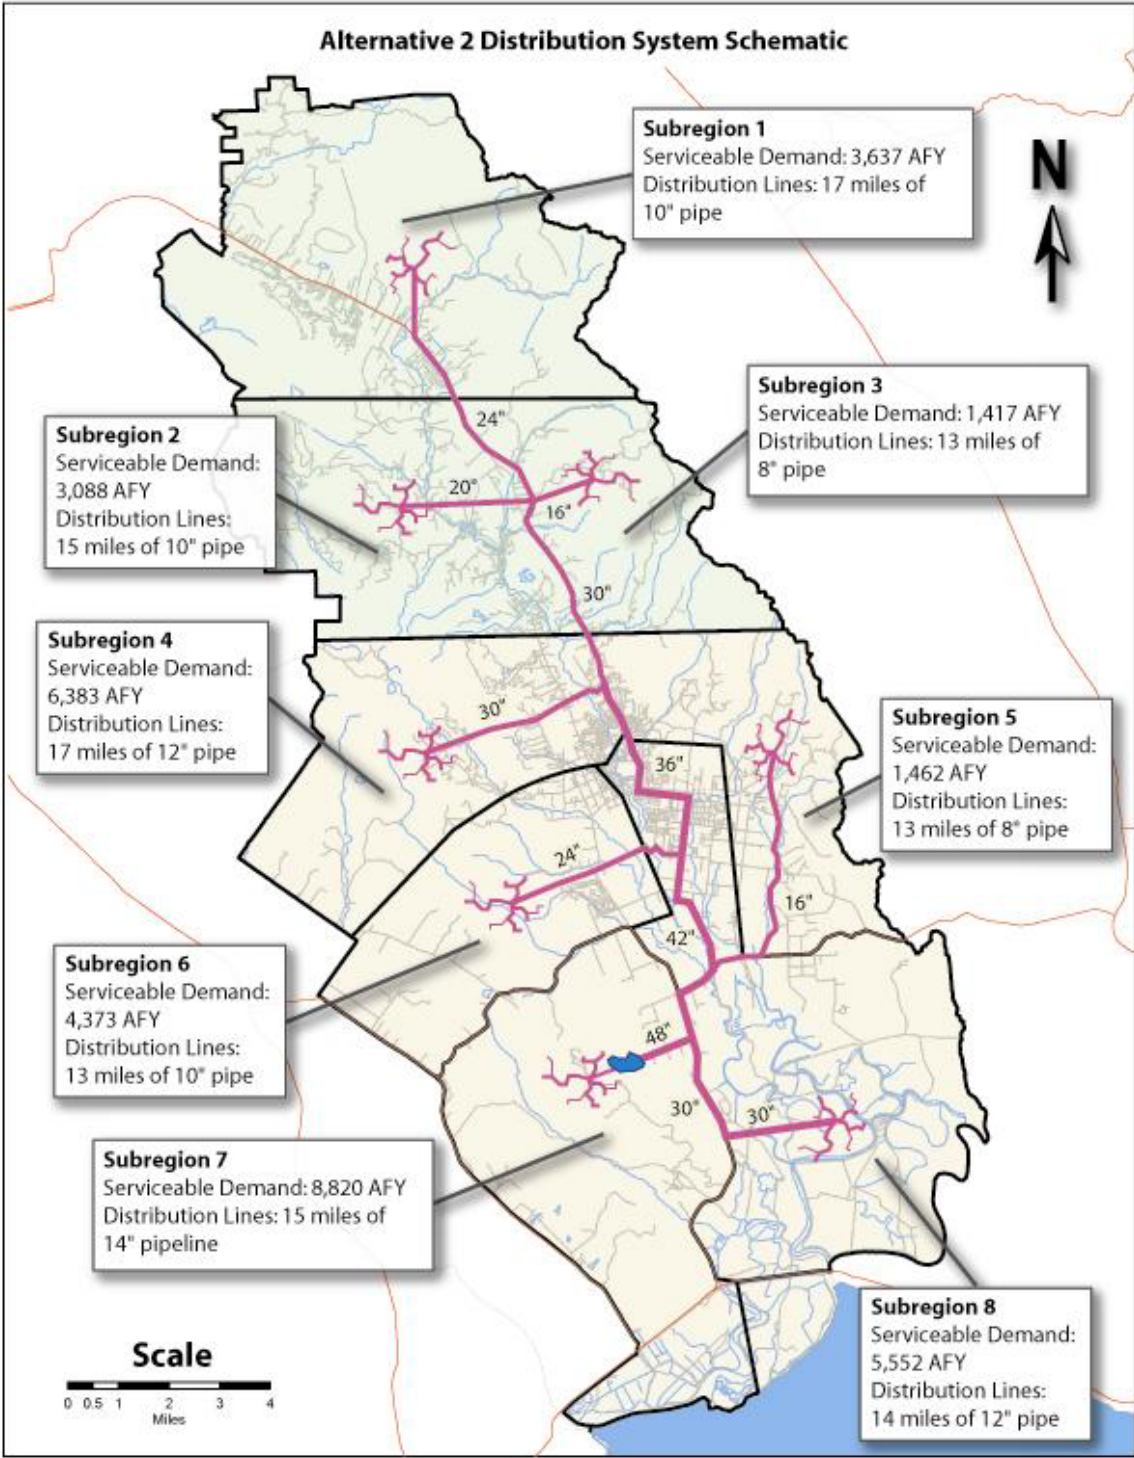 Alternative 2 Distribution System Schematic
Subregion 1
Serviceable Demand: 3,637 AFY
Distribution Lines: 17 miles of
10" pipe
N
Subregion 3
Serviceable Demand: 1,417 AFY
Distribution Lines: 13 miles of
8" pipe
Subregion 2
Serviceable Demand:
3,088 AFY
Distribution Lines:
15 miles of 10" pipe
24"
20"
16"
30"
Subregion 4
Serviceable Demand:
6,383 AFY
Distribution Lines:
17 miles of 12" pipe
30"
36"
Subregion 5
Serviceable Demand:
1,462 AFY
Distribution Lines:
13 miles of 8" pipe
24"
16"
42"
Subregion 6
Serviceable Demand:
4,373 AFY
Distribution Lines:
13 miles of 10" pipe
48"
30"
30"
Subregion 7
Serviceable Demand: 8,820 AFY
Distribution Lines: 15 miles of
14" pipeline
Subregion 8
Serviceable Demand:
5,552 AFY
Distribution Lines:
14 miles of 12" pipe
Scale
0 0.5 1 2 3 4
Miles